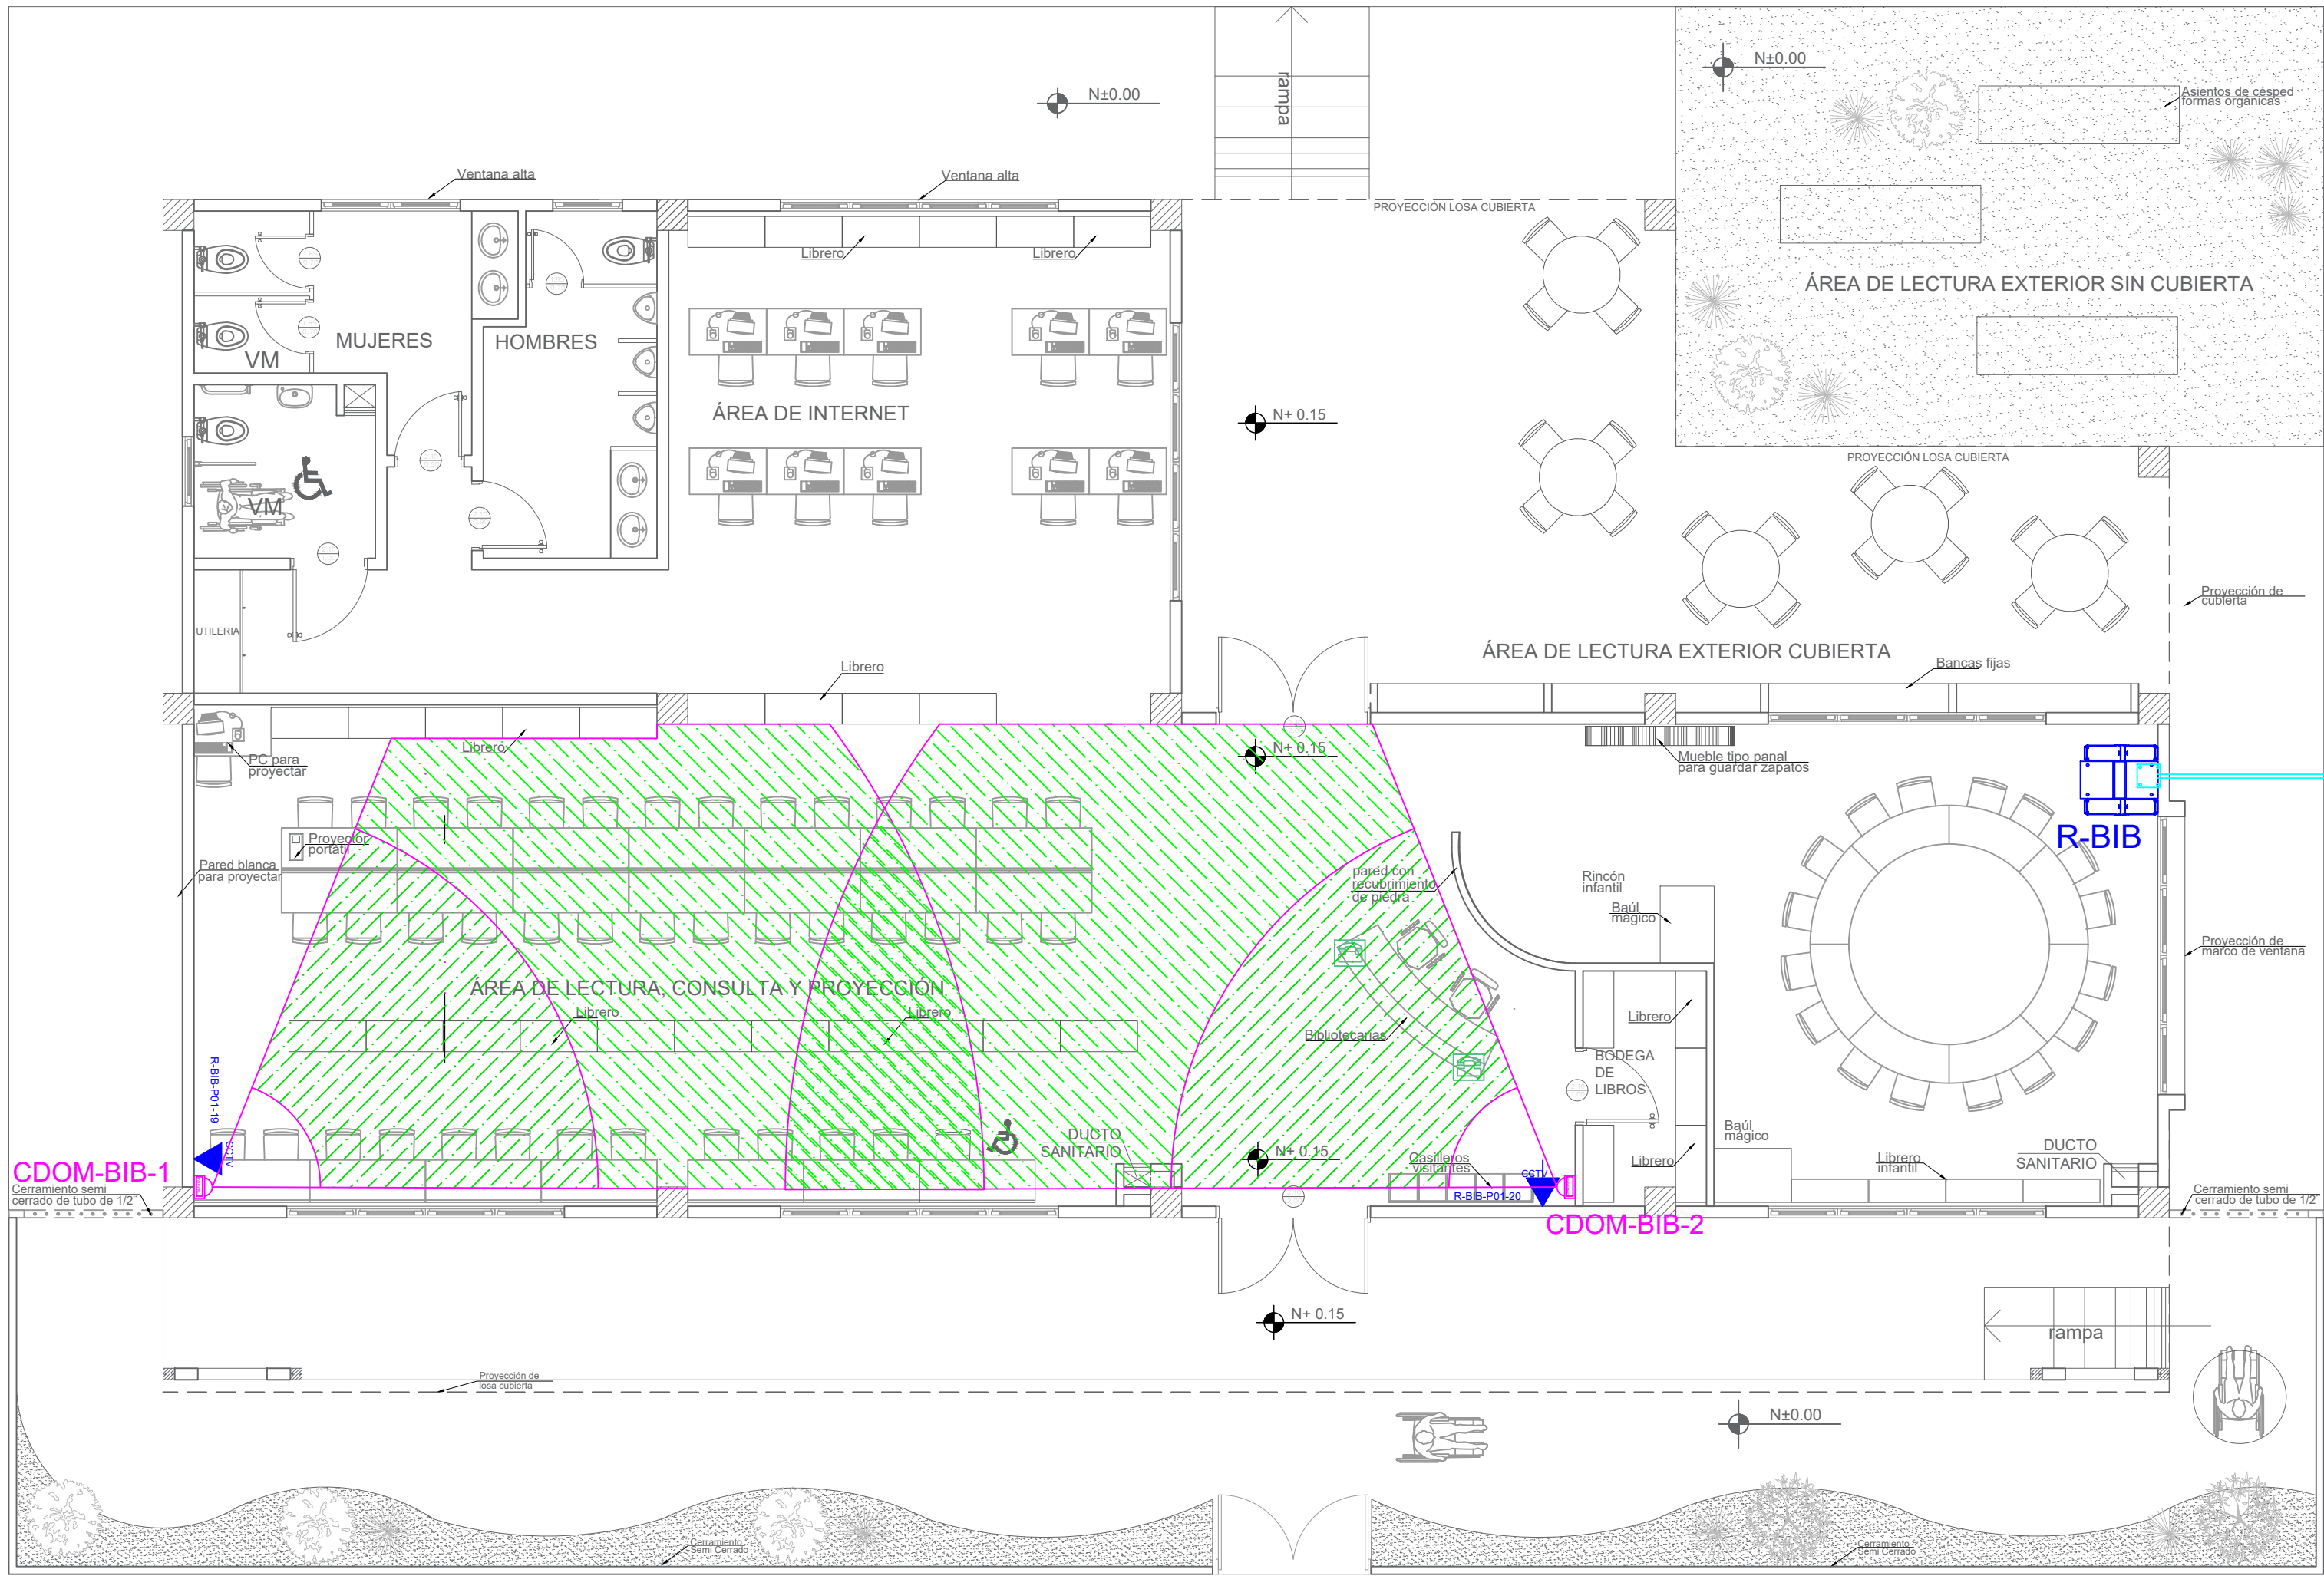 rampa
N±0.00
N±0.00
Asientos de césped
formas orgánicas
Ventana alta
Ventana alta
PROYECCIÓN LOSA CUBIERTA
Librero
Librero
ÁREA DE LECTURA EXTERIOR SIN CUBIERTA
MUJERES
HOMBRES
VM
ÁREA DE INTERNET
N+ 0.15
PROYECCIÓN LOSA CUBIERTA
VM
Proyección de
cubierta
UTILERIA
ÁREA DE LECTURA EXTERIOR CUBIERTA
Librero
Bancas fijas
Librero
N+ 0.15
PC para
proyectar
Mueble tipo panal
para guardar zapatos
R-BIB
Proyector
portatil
Pared blanca
para proyectar
pared con
recubrimiento
de piedra
Rincón
infantil
Baúl
mágico
Proyección de
marco de ventana
ÁREA DE LECTURA, CONSULTA Y PROYECCIÓN
Librero
Librero
Librero
Bibliotecarias
BODEGA
DE
LIBROS
R-BIB-P01-19
CCTV
DUCTO
SANITARIO
N+ 0.15
Casilleros
visitantes
Librero
Baúl
mágico
DUCTO
SANITARIO
Librero
infantil
CDOM-BIB-1
CCTV
R-BIB-P01-20
Cerramiento semi
cerrado de tubo de 1/2"
Cerramiento semi
cerrado de tubo de 1/2"
CDOM-BIB-2
N+ 0.15
rampa
Proyección de
losa cubierta
N±0.00
Cerramiento
Semi Cerrado
Cerramiento
Semi Cerrado